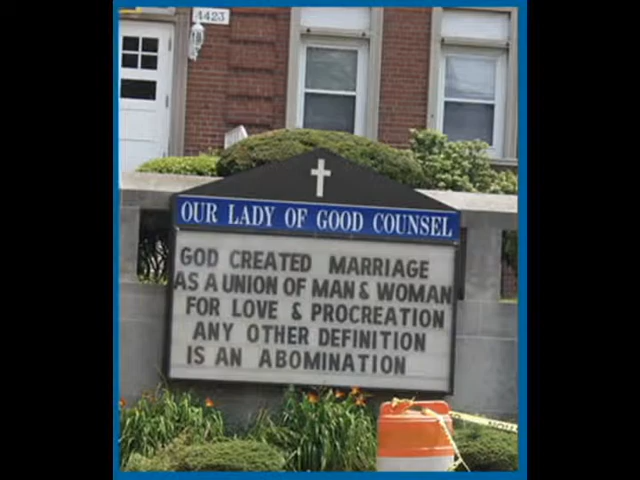 4423
OUR LADY OF GOOD COUNSEL
GOD CREATED MARRIAGE
AS A UNION OF MAN & WOMAN
FOR LOVE & PROCREATION
ANY OTHER DEFINITION
IS AN ABOMINATION